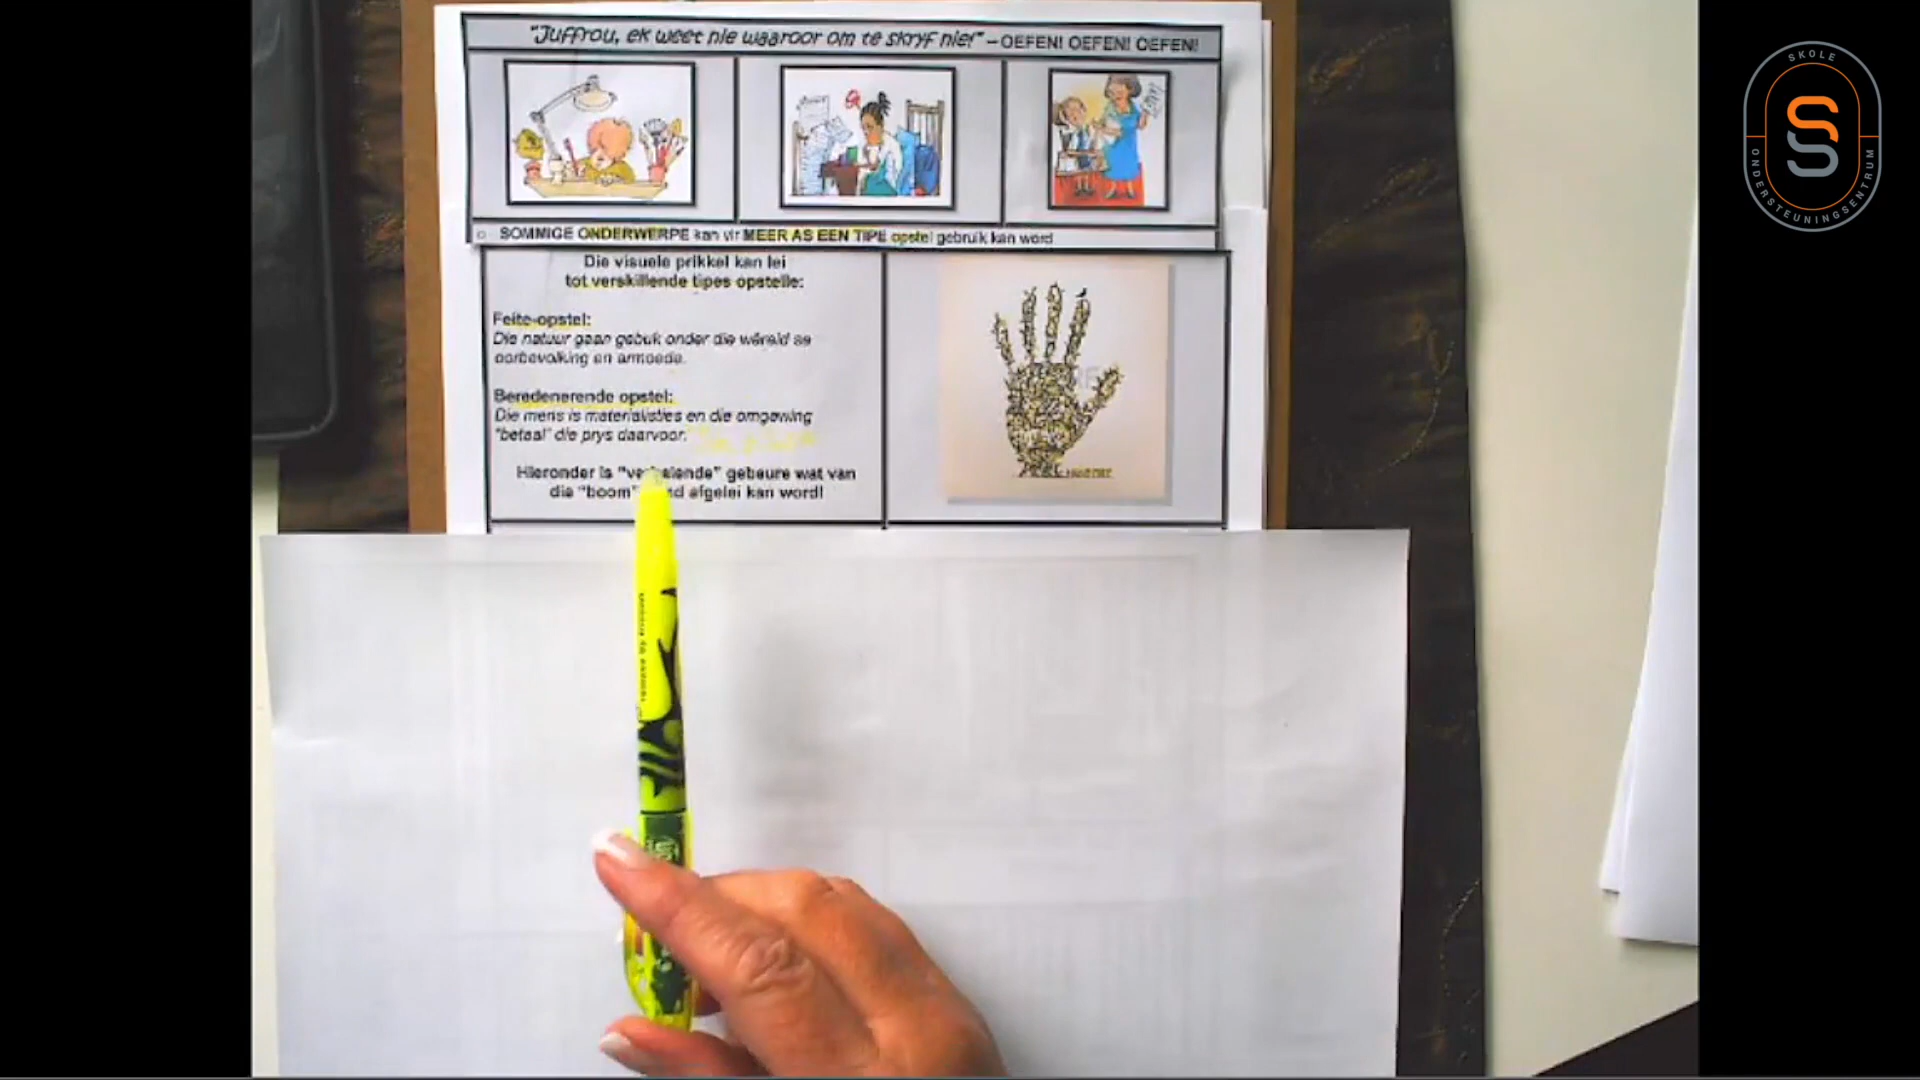 "Juffrou, ek weet nie waaroor om te skryf nie!" – OEFEN! OEFEN! OEFEN!
o SOMMIGE ONDERWERPE kan vir MEER AS EEN TIPE opstel gebruik kan word
Die visuele prikkel kan lei
tot verskillende tipes opstelle:
Feite-opstel:
Die natuur gaan gebuk onder die wêreld se
oorbevolking en armoede.
Beredenerende opstel:
Die mens is materialisties en die omgewing
"betaal" die prys daarvoor."
Hieronder is "verhalende" gebeure wat van
die "boom" afgelei kan word!
SKOLE
ONDERSTEUNINGSENTRUM